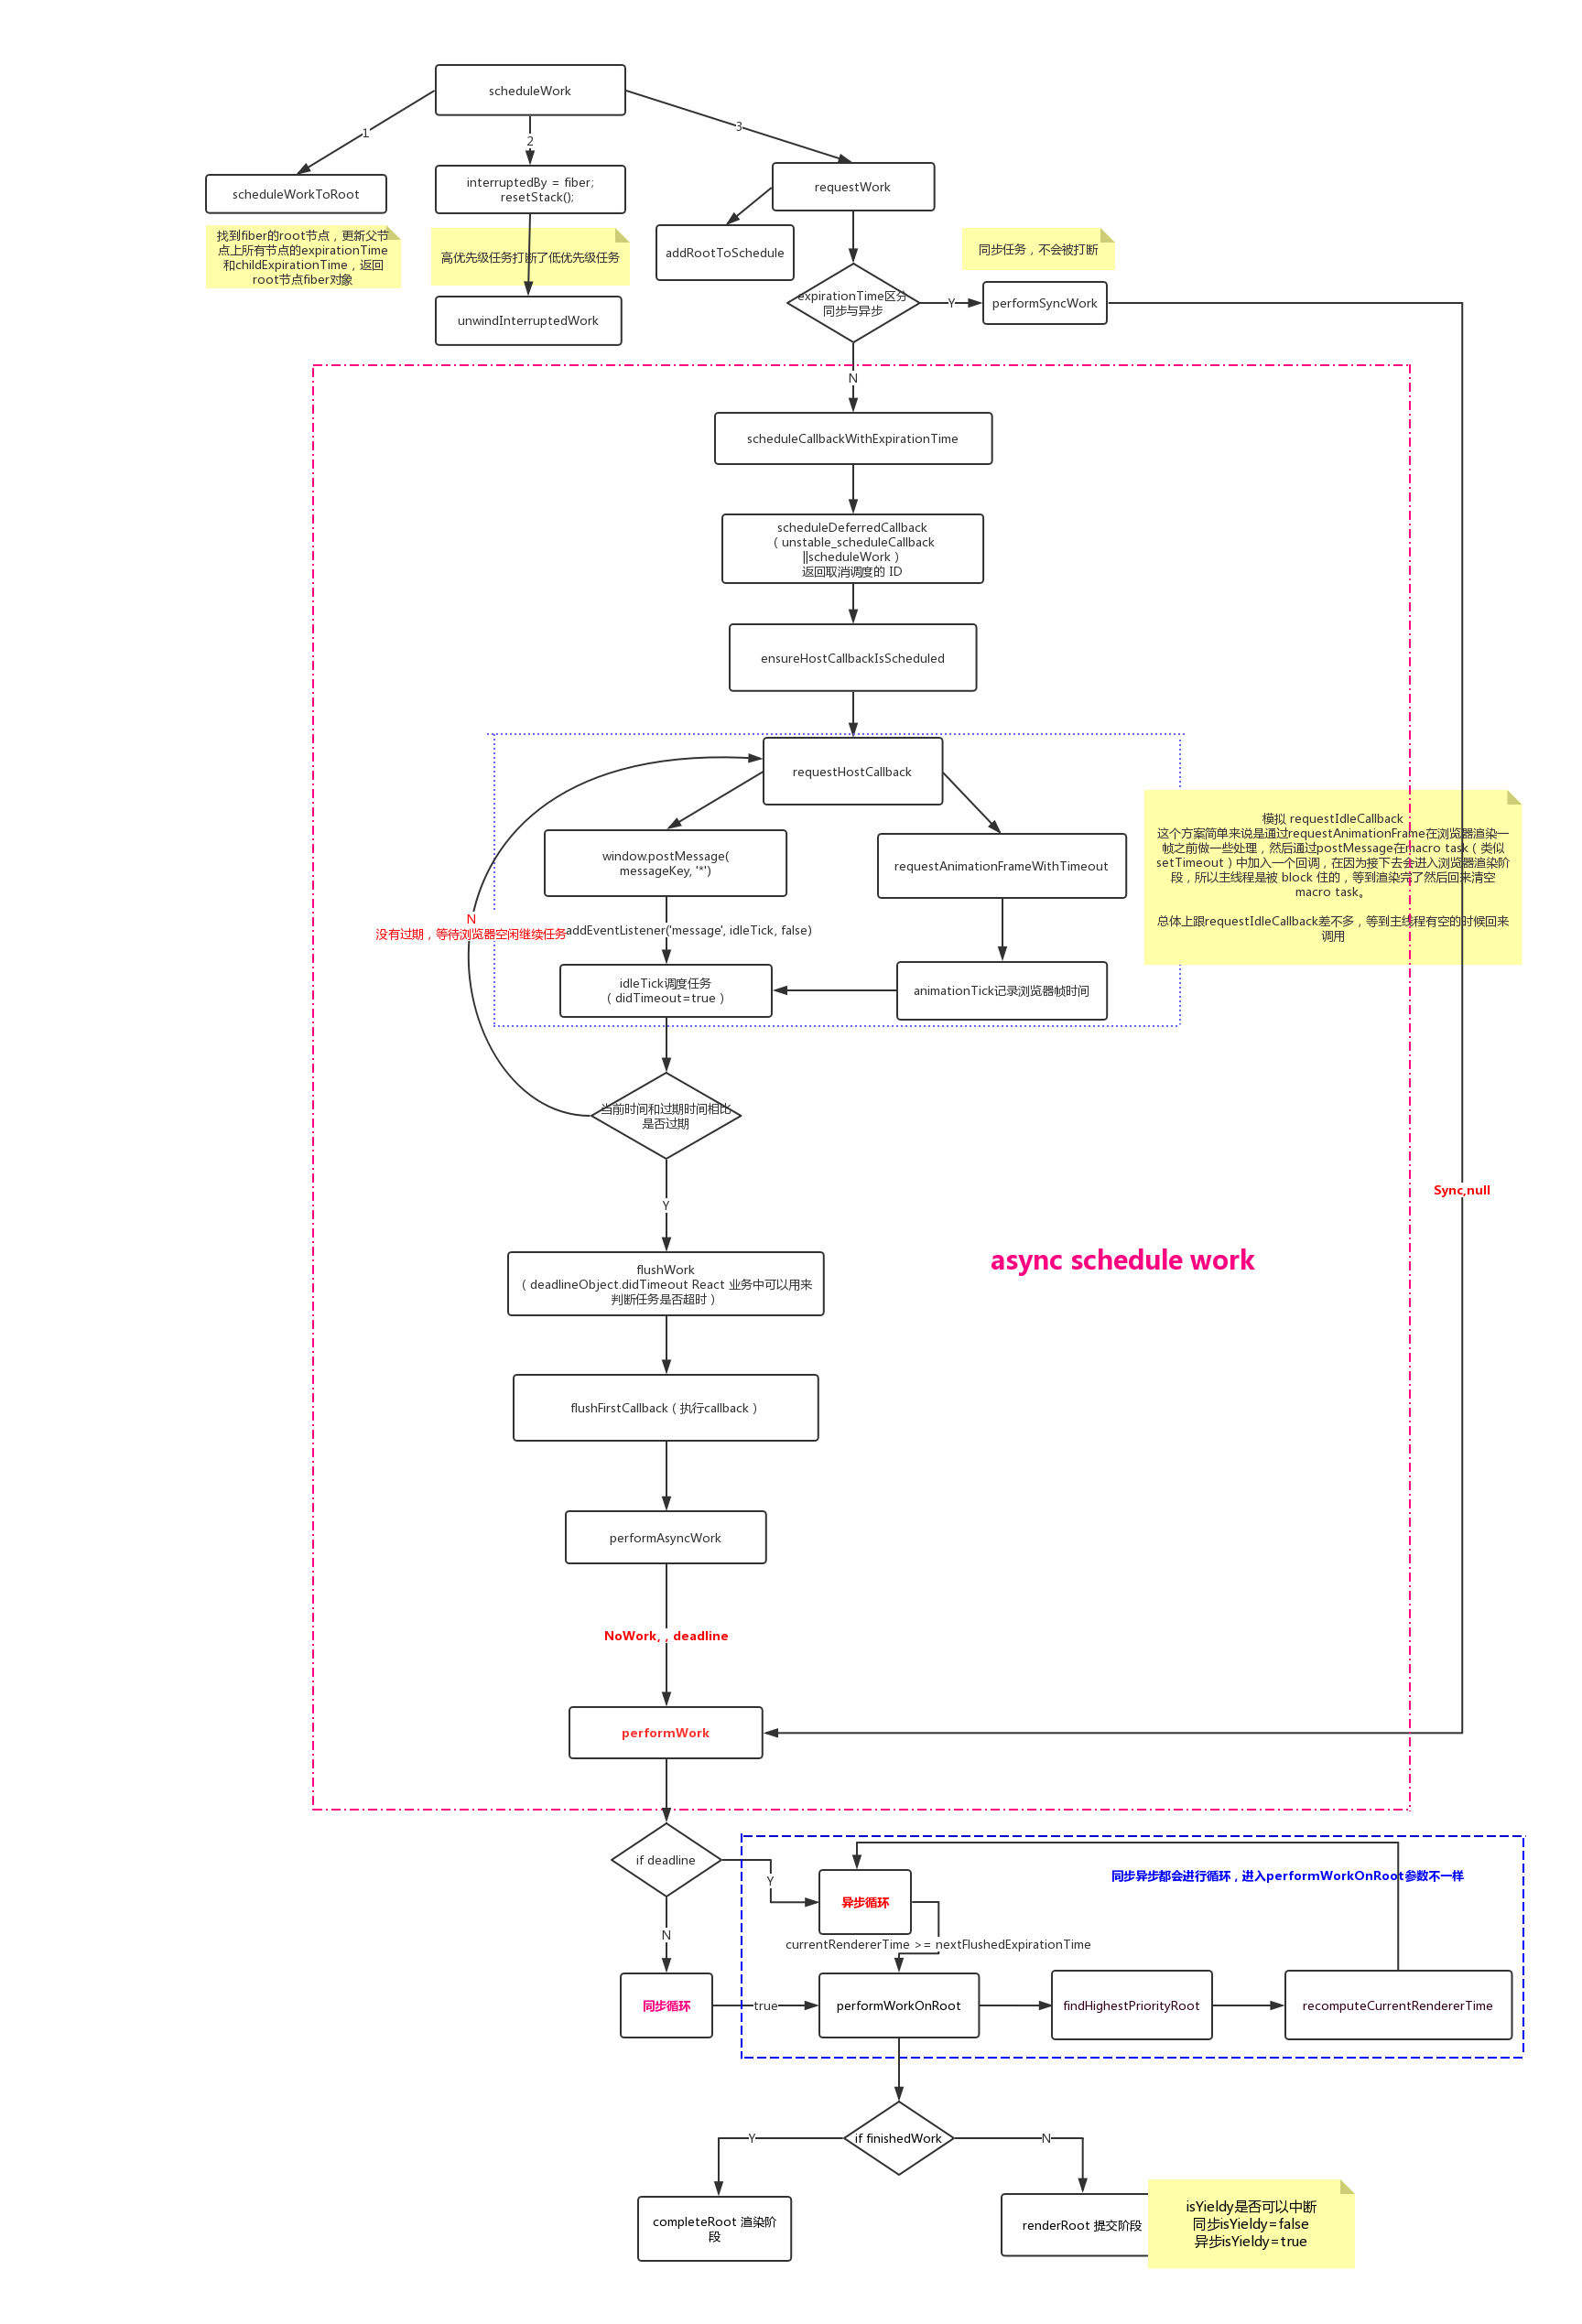 scheduleWork
1
2
3
scheduleWorkToRoot
interruptedBy = fiber;
resetStack();
requestWork
找到fiber的root节点，更新父节
点上所有节点的expirationTime
和childExpirationTime，返回
root节点fiber对象
高优先级任务打断了低优先级任务
addRootToSchedule
同步任务，不会被打断
unwindInterruptedWork
expirationTime区分
同步与异步
Y
performSyncWork
N
scheduleCallbackWithExpirationTime
scheduleDeferredCallback
（ unstable_scheduleCallback
||scheduleWork ）
返回取消调度的 ID
ensureHostCallbackIsScheduled
requestHostCallback
window.postMessage(
messageKey, '*')
requestAnimationFrameWithTimeout
模拟 requestIdleCallback
这个方案简单来说是通过requestAnimationFrame在浏览器渲染一
帧之前做一些处理，然后通过postMessage在macro task（ 类似
setTimeout ）中加入一个回调，在因为接下去会进入浏览器渲染阶
段，所以主线程是被 block 住的，等到渲染完了然后回来清空
macro task。
总体上跟requestIdleCallback差不多，等到主线程有空的时候回来
调用
N
没有过期，等待浏览器空闲继续任务
addEventListener('message', idleTick, false)
idleTick调度任务
（ didTimeout=true ）
animationTick记录浏览器帧时间
当前时间和过期时间相比
是否过期
Y
Sync,null
async schedule work
flushWork
（ deadlineObject.didTimeout React 业务中可以用来
判断任务是否超时 ）
flushFirstCallback（ 执行callback ）
performAsyncWork
NoWork, , deadline
performWork
if deadline
Y
异步循环
同步异步都会进行循环，进入performWorkOnRoot参数不一样
N
currentRendererTime >= nextFlushedExpirationTime
同步循环
true
performWorkOnRoot
findHighestPriorityRoot
recomputeCurrentRendererTime
if finishedWork
Y
N
completeRoot 渲染阶
段
renderRoot 提交阶段
isYieldy是否可以中断
同步isYieldy=false
异步isYieldy=true